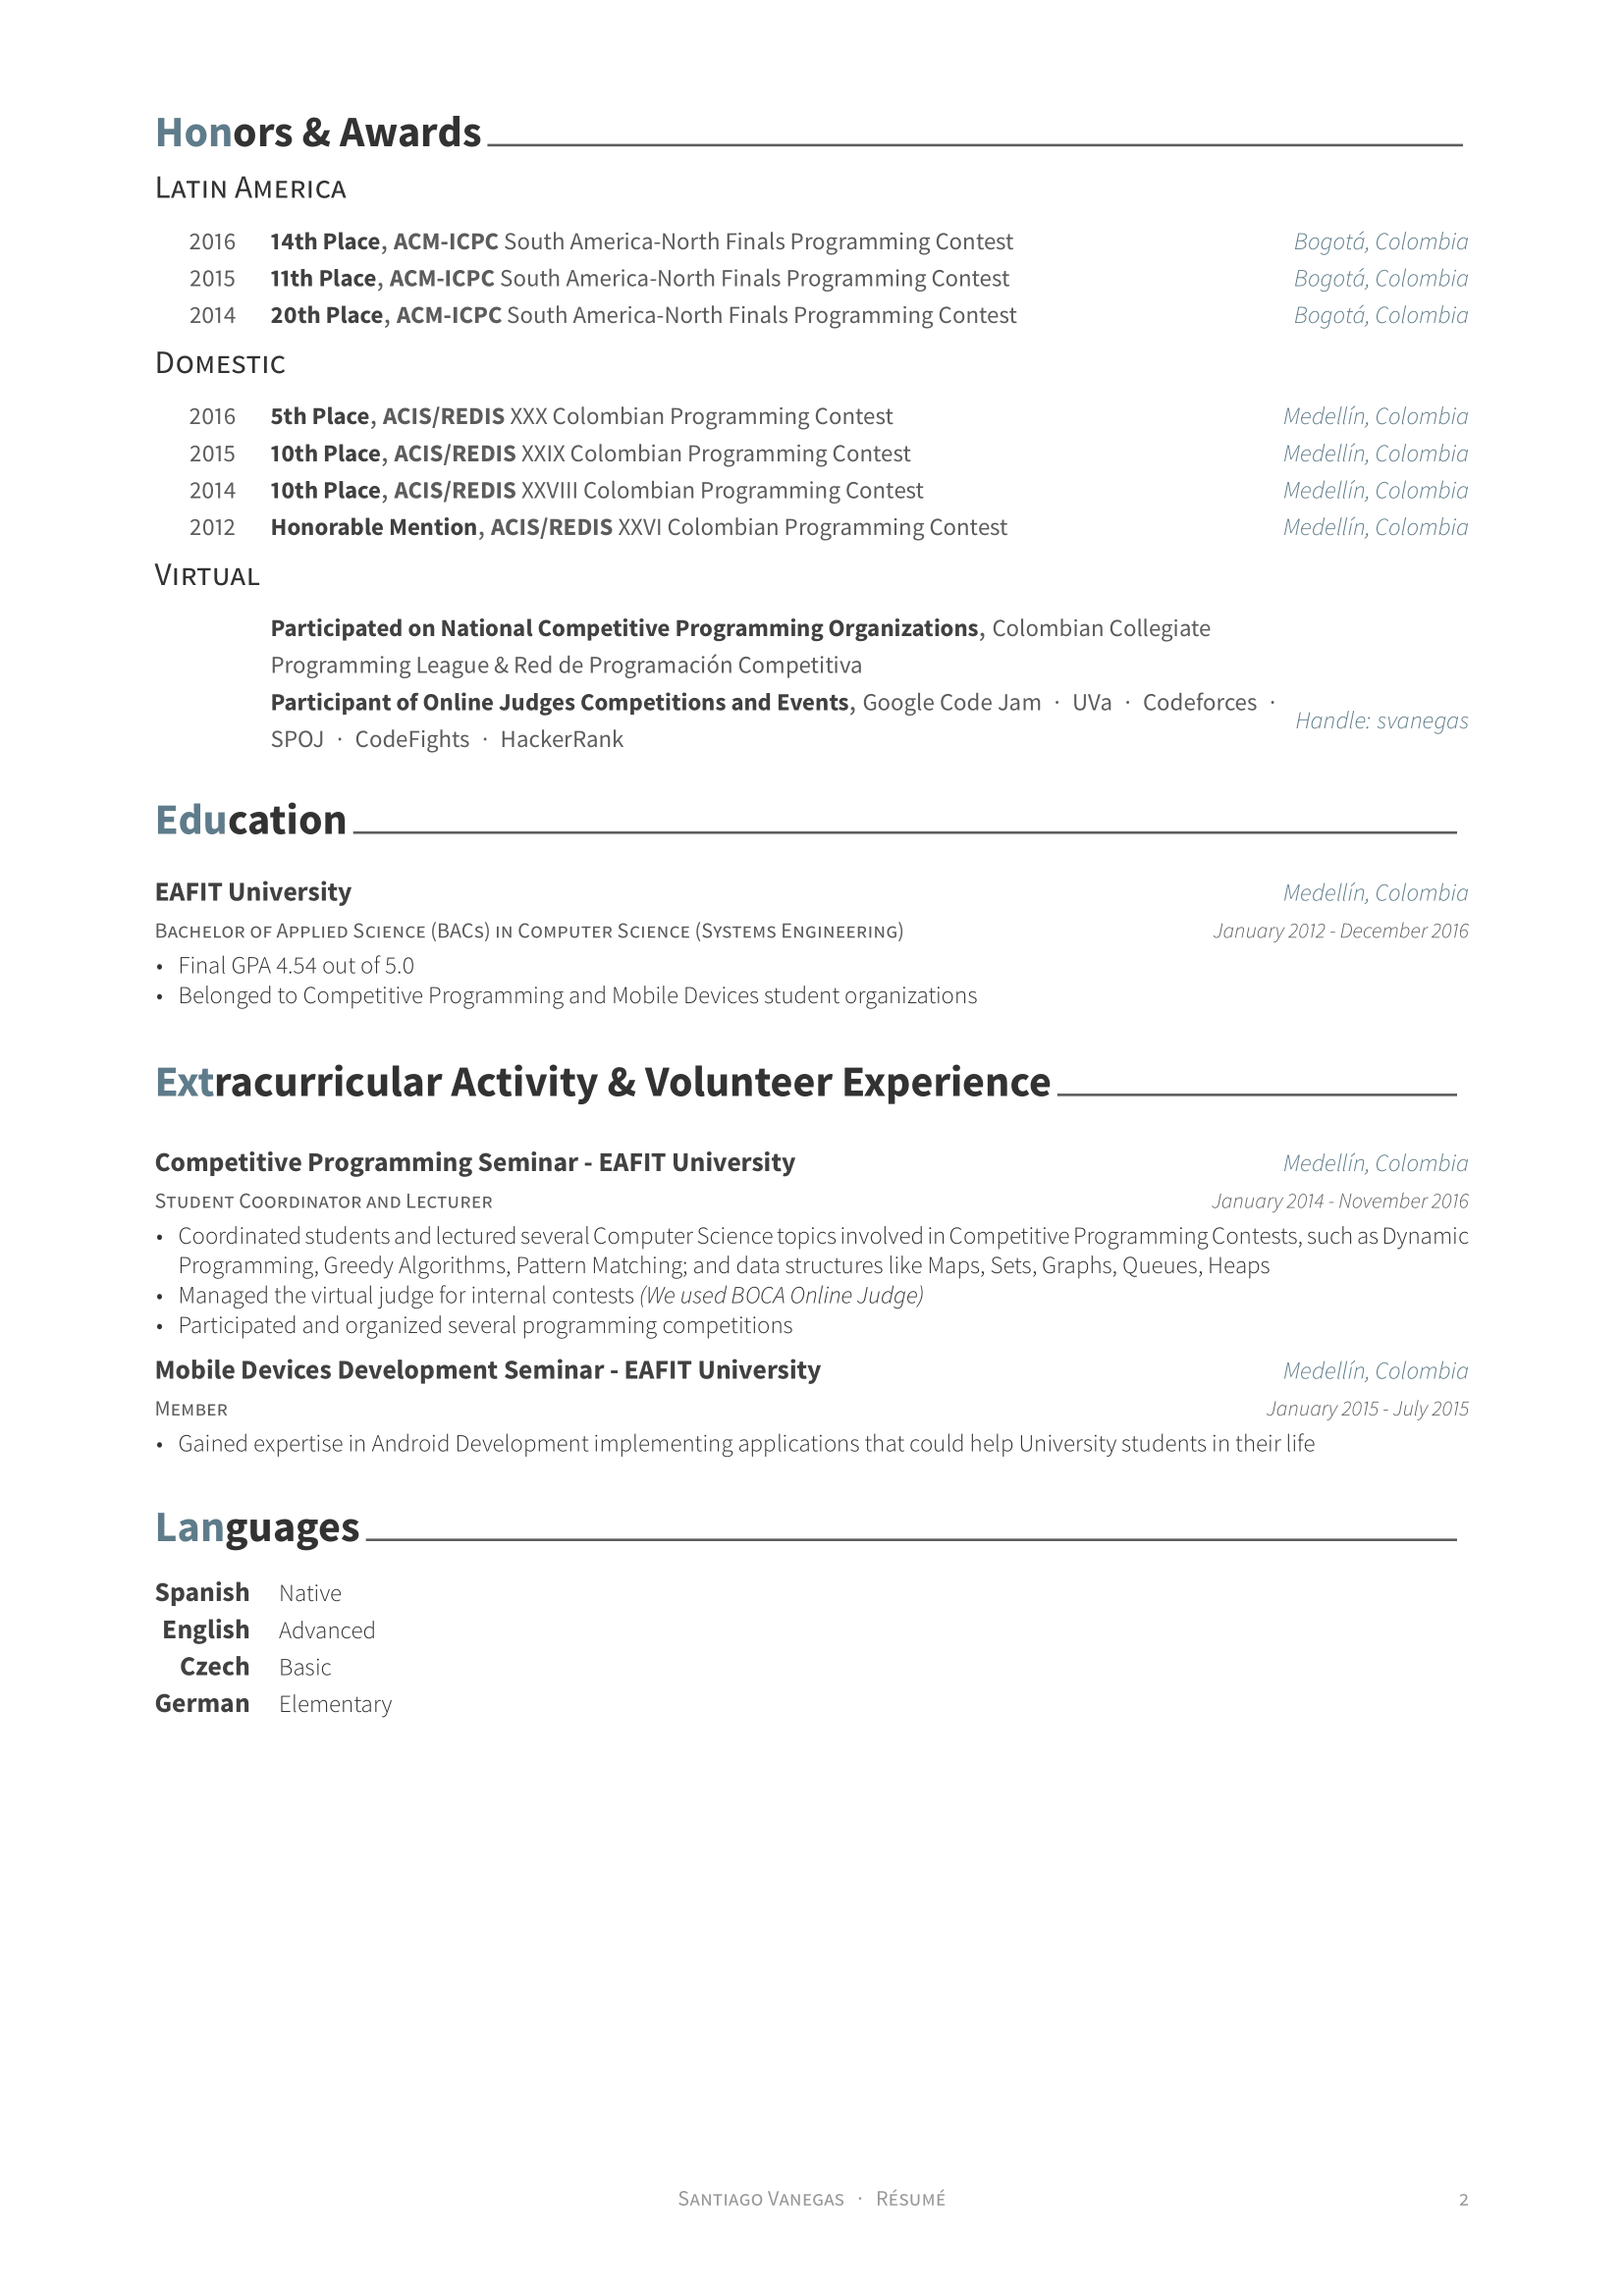 Honors & Awards
Latin America
2016 14th Place, ACM-ICPC South America-North Finals Programming Contest Bogotá, Colombia
2015 11th Place, ACM-ICPC South America-North Finals Programming Contest Bogotá, Colombia
2014 20th Place, ACM-ICPC South America-North Finals Programming Contest Bogotá, Colombia
Domestic
2016 5th Place, ACIS/REDIS XXX Colombian Programming Contest Medellín, Colombia
2015 10th Place, ACIS/REDIS XXIX Colombian Programming Contest Medellín, Colombia
2014 10th Place, ACIS/REDIS XXVIII Colombian Programming Contest Medellín, Colombia
2012 Honorable Mention, ACIS/REDIS XXVI Colombian Programming Contest Medellín, Colombia
Virtual
Participated on National Competitive Programming Organizations, Colombian Collegiate
Programming League & Red de Programación Competitiva
Participant of Online Judges Competitions and Events, Google Code Jam · UVa · Codeforces ·
SPOJ · CodeFights · HackerRank
Handle: svanegas
Education
EAFIT University Medellín, Colombia
Bachelor of Applied Science (BACs) in Computer Science (Systems Engineering) January 2012 - December 2016
• Final GPA 4.54 out of 5.0
• Belonged to Competitive Programming and Mobile Devices student organizations
Extracurricular Activity & Volunteer Experience
Competitive Programming Seminar - EAFIT University Medellín, Colombia
Student Coordinator and Lecturer January 2014 - November 2016
• Coordinated students and lectured several Computer Science topics involved in Competitive Programming Contests, such as Dynamic
Programming, Greedy Algorithms, Pattern Matching; and data structures like Maps, Sets, Graphs, Queues, Heaps
• Managed the virtual judge for internal contests (We used BOCA Online Judge)
• Participated and organized several programming competitions
Mobile Devices Development Seminar - EAFIT University Medellín, Colombia
Member January 2015 - July 2015
• Gained expertise in Android Development implementing applications that could help University students in their life
Languages
Spanish Native
English Advanced
Czech Basic
German Elementary
Santiago Vanegas · Résumé 2